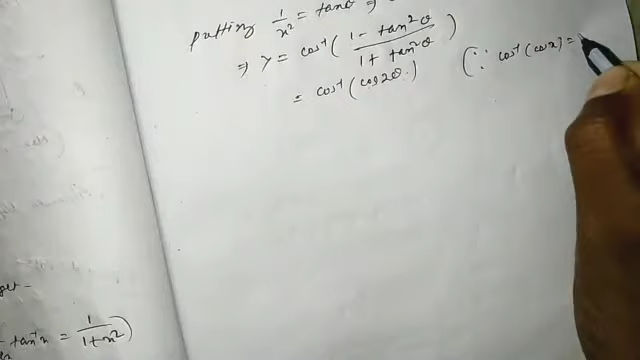 putting 1/x² = tanθ ⇒
⇒ y = cos⁻¹ ( (1 - tan²θ) / (1 + tan²θ) )
= cos⁻¹ (cos2θ) (∵ cos⁻¹ (cosx) =
get -
tan⁻¹x = 1/(1+x²) )